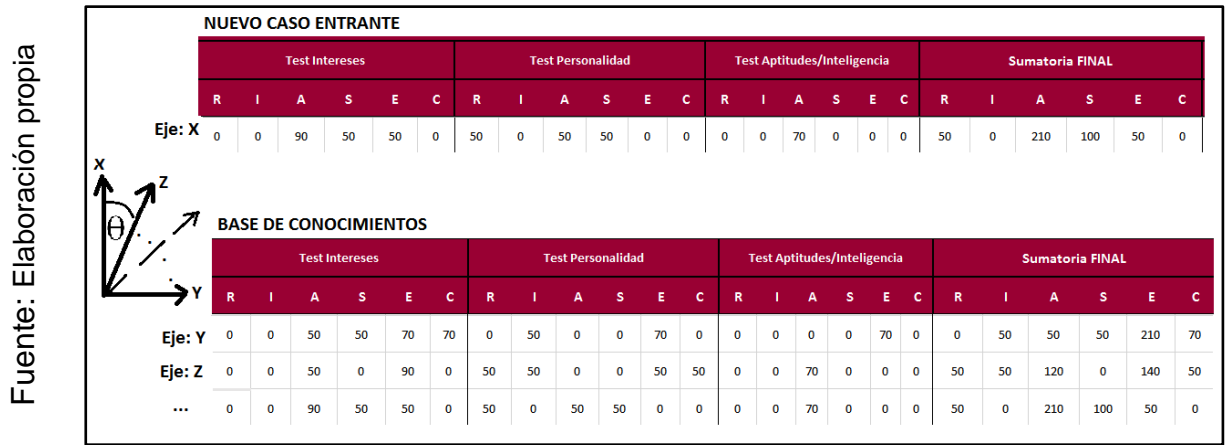 Fuente: Elaboración propia
NUEVO CASO ENTRANTE
Test Intereses Test Personalidad Test Aptitudes/Inteligencia Sumatoria FINAL
R I A S E C R I A S E C R I A S E C R I A S E C
Eje: X 0 0 90 50 50 0 50 0 50 50 0 0 0 0 70 0 0 0 50 0 210 100 50 0
X
Z
θ
Y
BASE DE CONOCIMIENTOS
Test Intereses Test Personalidad Test Aptitudes/Inteligencia Sumatoria FINAL
R I A S E C R I A S E C R I A S E C R I A S E C
Eje: Y 0 0 50 50 70 70 0 50 0 0 70 0 0 0 0 0 70 0 0 50 50 50 210 70
Eje: Z 0 0 50 0 90 0 50 50 0 0 50 50 0 0 70 0 0 0 50 50 120 0 140 50
... 0 0 90 50 50 0 50 0 50 50 0 0 0 0 70 0 0 0 50 0 210 100 50 0